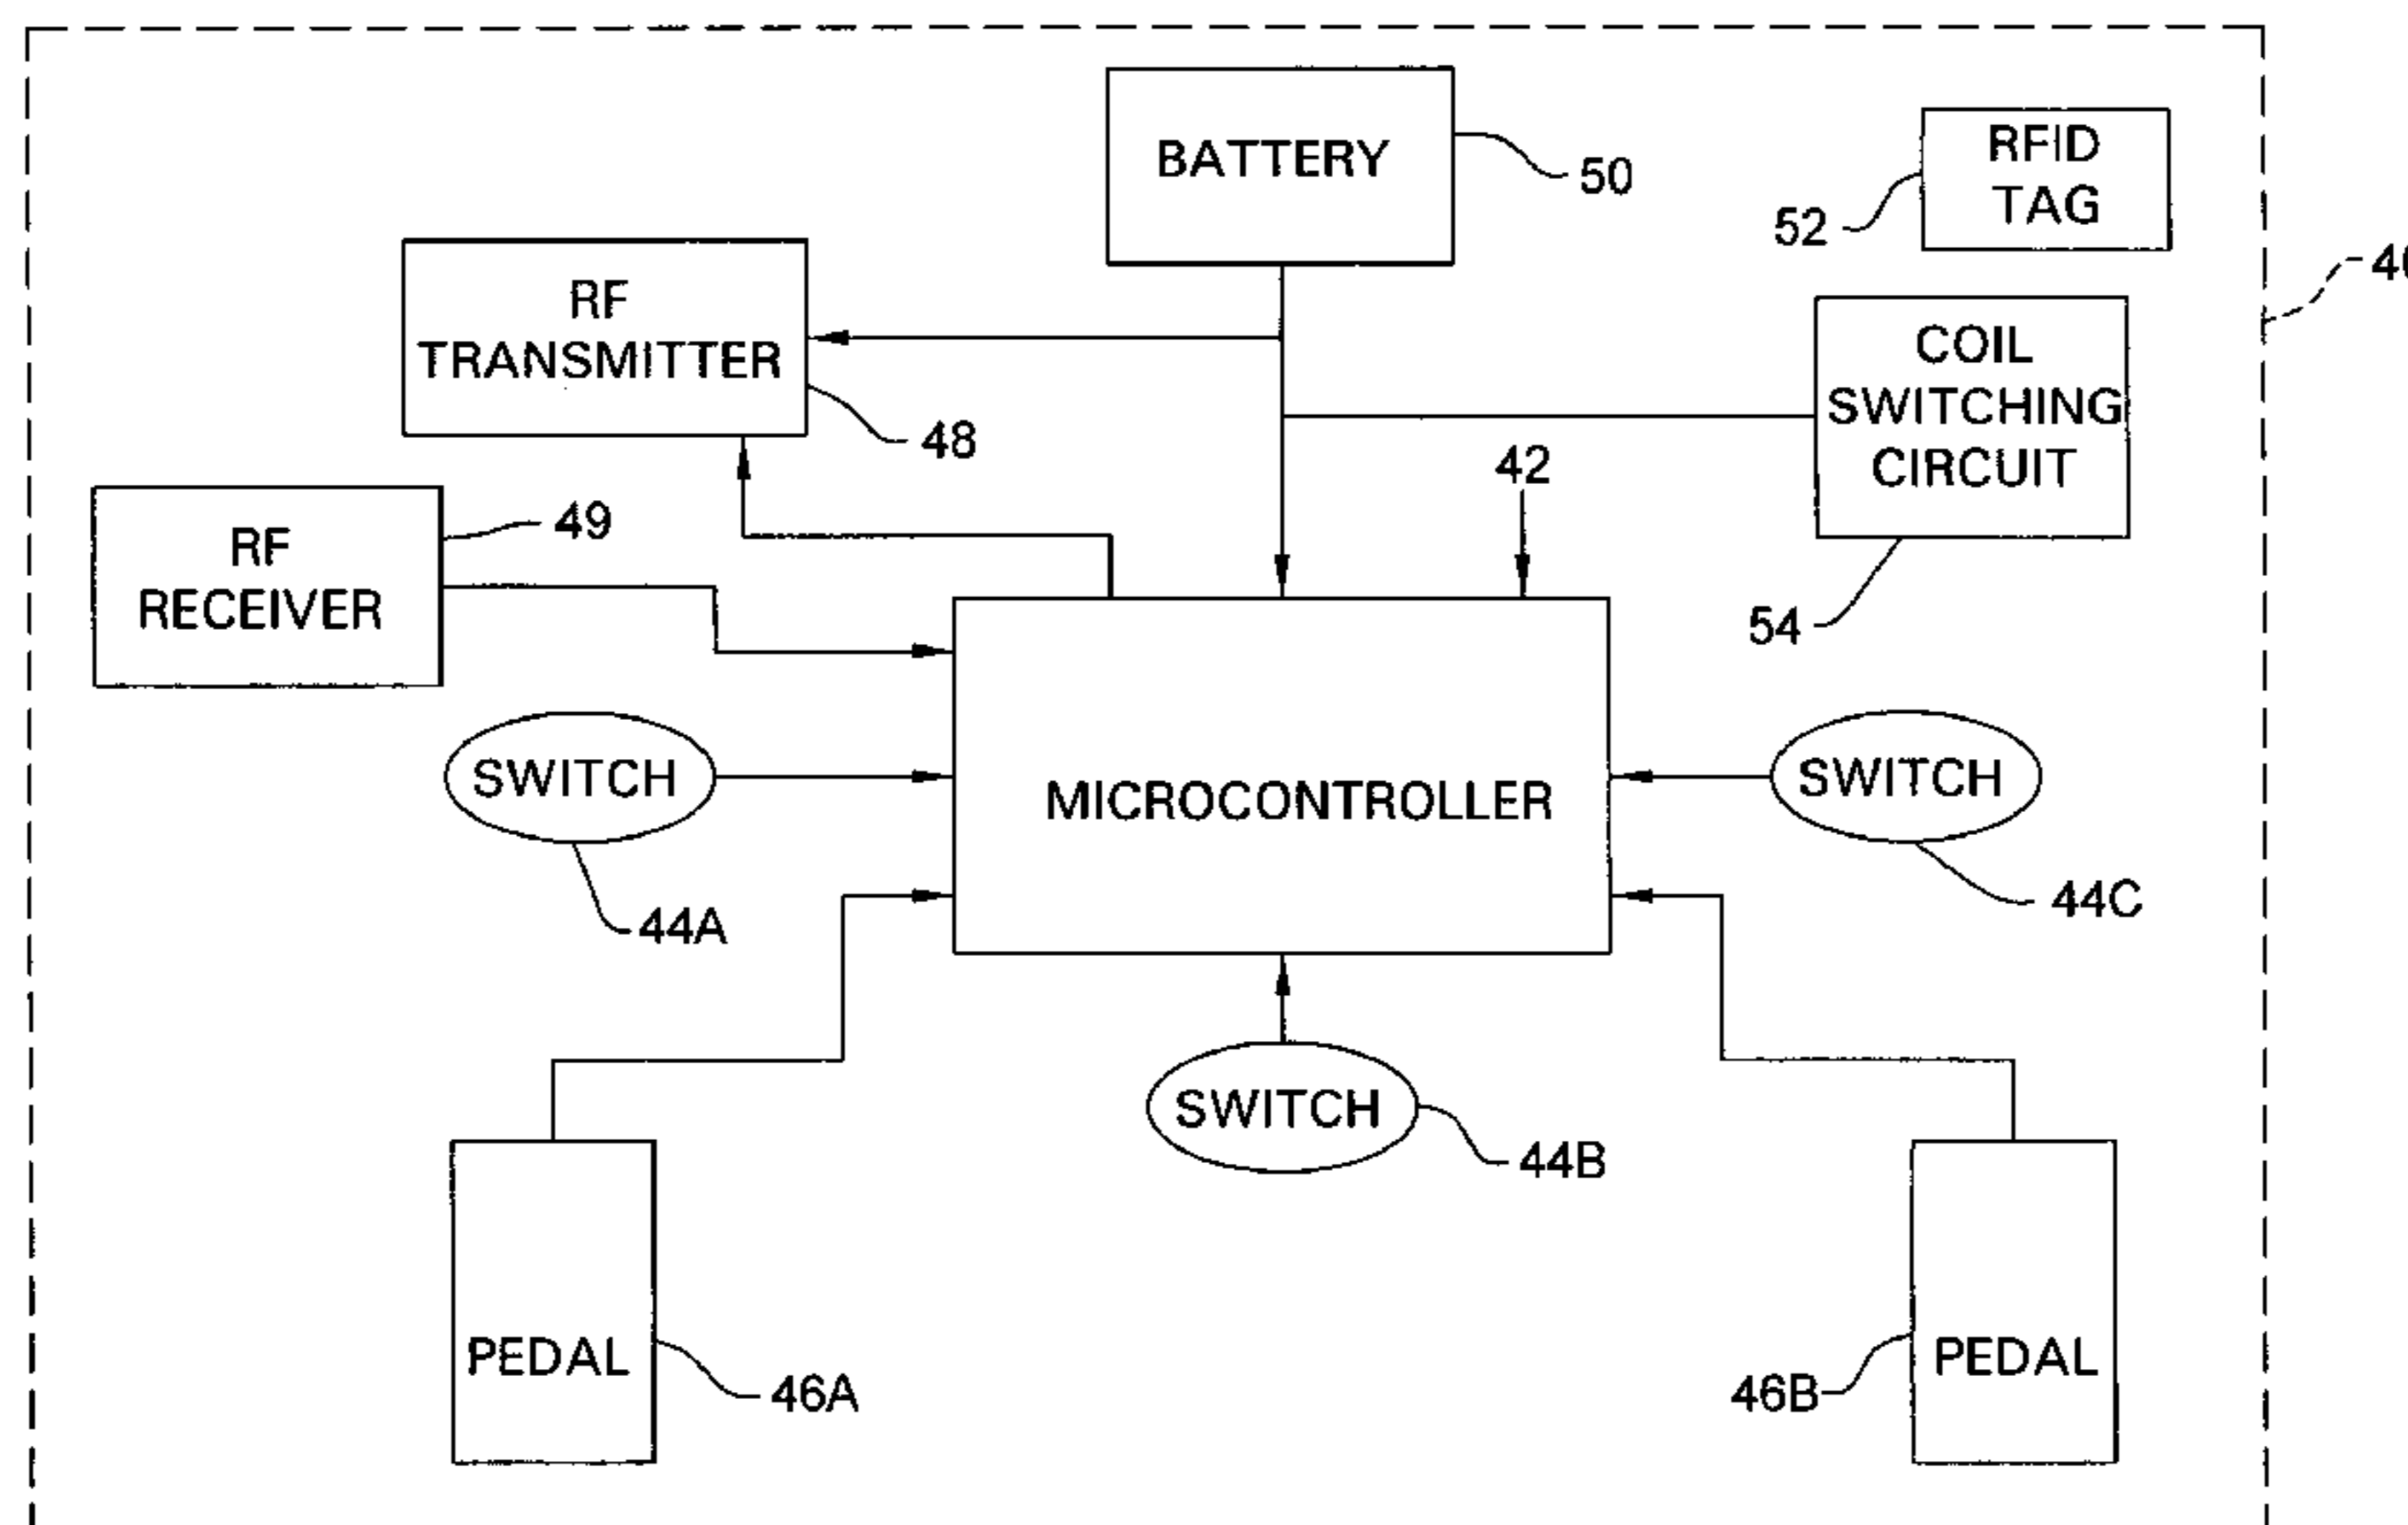 BATTERY
50
RFID
TAG
52
RF
TRANSMITTER
48
COIL
SWITCHING
CIRCUIT
54
42
RF
RECEIVER
49
MICROCONTROLLER
SWITCH
44A
SWITCH
44C
SWITCH
44B
PEDAL
46A
PEDAL
46B